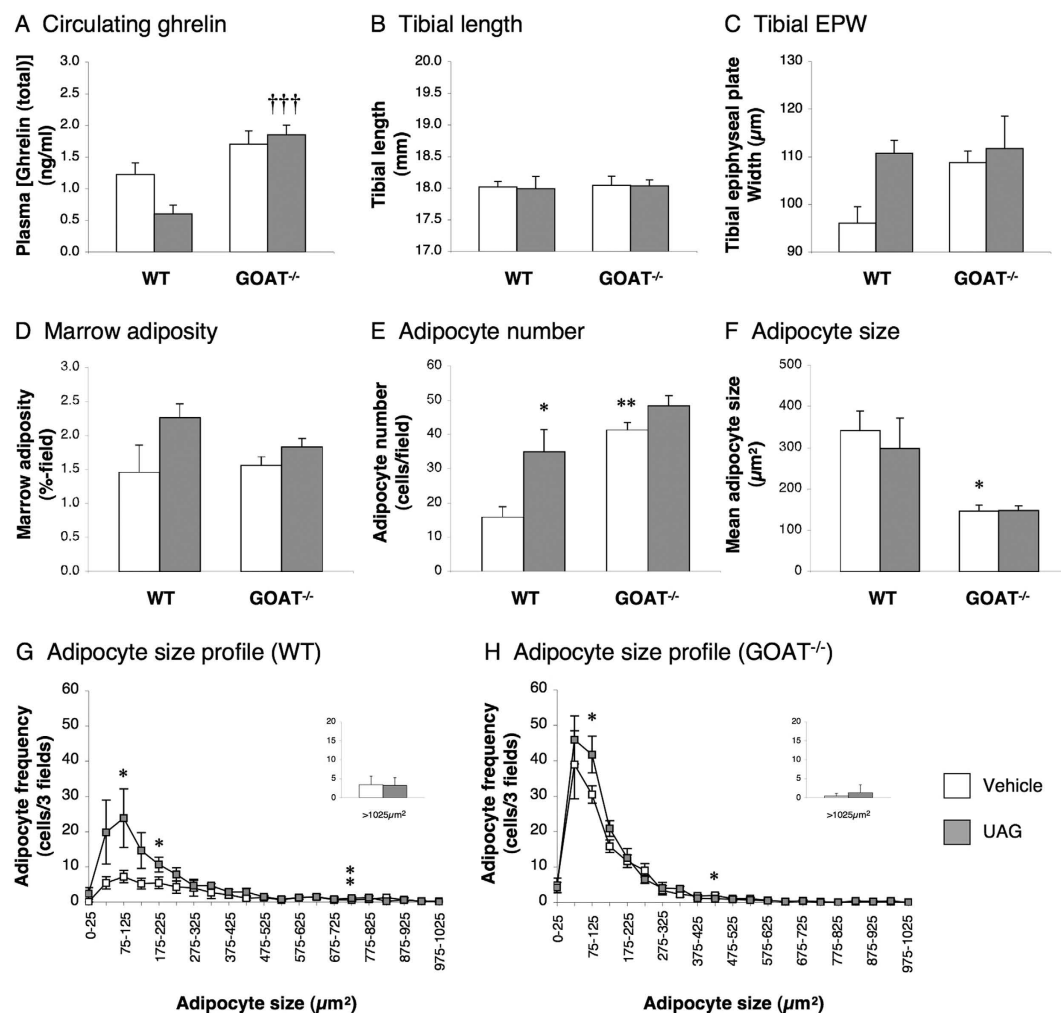 A Circulating ghrelin
Plasma [Ghrelin (total)]
(ng/ml)
3.0
2.5
2.0
1.5
1.0
0.5
0.0
†††
WT
GOAT-/-
B Tibial length
Tibial length
(mm)
20.0
19.5
19.0
18.5
18.0
17.5
17.0
WT
GOAT-/-
C Tibial EPW
Tibial epiphyseal plate
Width (µm)
130
120
110
100
90
WT
GOAT-/-
D Marrow adiposity
Marrow adiposity
(%-field)
3.0
2.5
2.0
1.5
1.0
0.5
0.0
WT
GOAT-/-
E Adipocyte number
Adipocyte number
(cells/field)
60
50
40
30
20
10
0
*
**
WT
GOAT-/-
F Adipocyte size
Mean adipocyte size
(µm²)
500
400
300
200
100
0
*
WT
GOAT-/-
G Adipocyte size profile (WT)
Adipocyte frequency
(cells/3 fields)
60
50
40
30
20
10
0
*
*
*
*
20
15
10
5
0
>1025µm²
0-25
75-125
175-225
275-325
375-425
475-525
575-625
675-725
775-825
875-925
975-1025
Adipocyte size (µm²)
H Adipocyte size profile (GOAT-/-)
Adipocyte frequency
(cells/3 fields)
60
50
40
30
20
10
0
*
*
20
15
10
5
0
>1025µm²
0-25
75-125
175-225
275-325
375-425
475-525
575-625
675-725
775-825
875-925
975-1025
Adipocyte size (µm²)
Vehicle
UAG